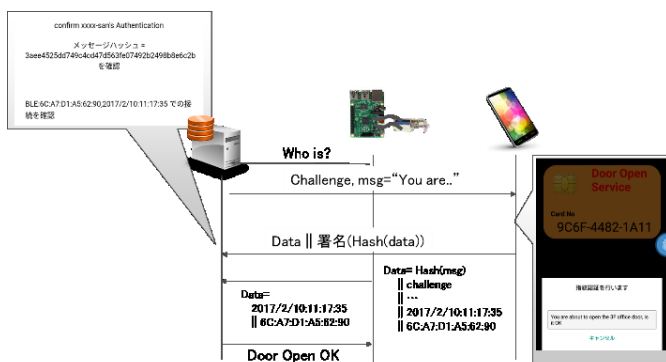 confirm xxxx-san's Authentication
メッセージハッシュ =
3aee4525dd749c4cd47d563fe07492b2498b8e6c2b
を確認
BLE:6C:A7:D1:A5:62:90,2017/2/10:11:17:35 での接
続を確認
Who is?
Challenge, msg="You are.."
Data || 署名(Hash(data))
Data=
2017/2/10:11:17:35
|| 6C:A7:D1:A5:62:90
Data= Hash(msg)
|| challenge
|| …
|| 2017/2/10:11:17:35
|| 6C:A7:D1:A5:62:90
Door Open OK
Door Open
Service
Card No
9C6F-4482-1A11
指紋認証を行います
You are about to open the 3F office door, is
it OK
キャンセル